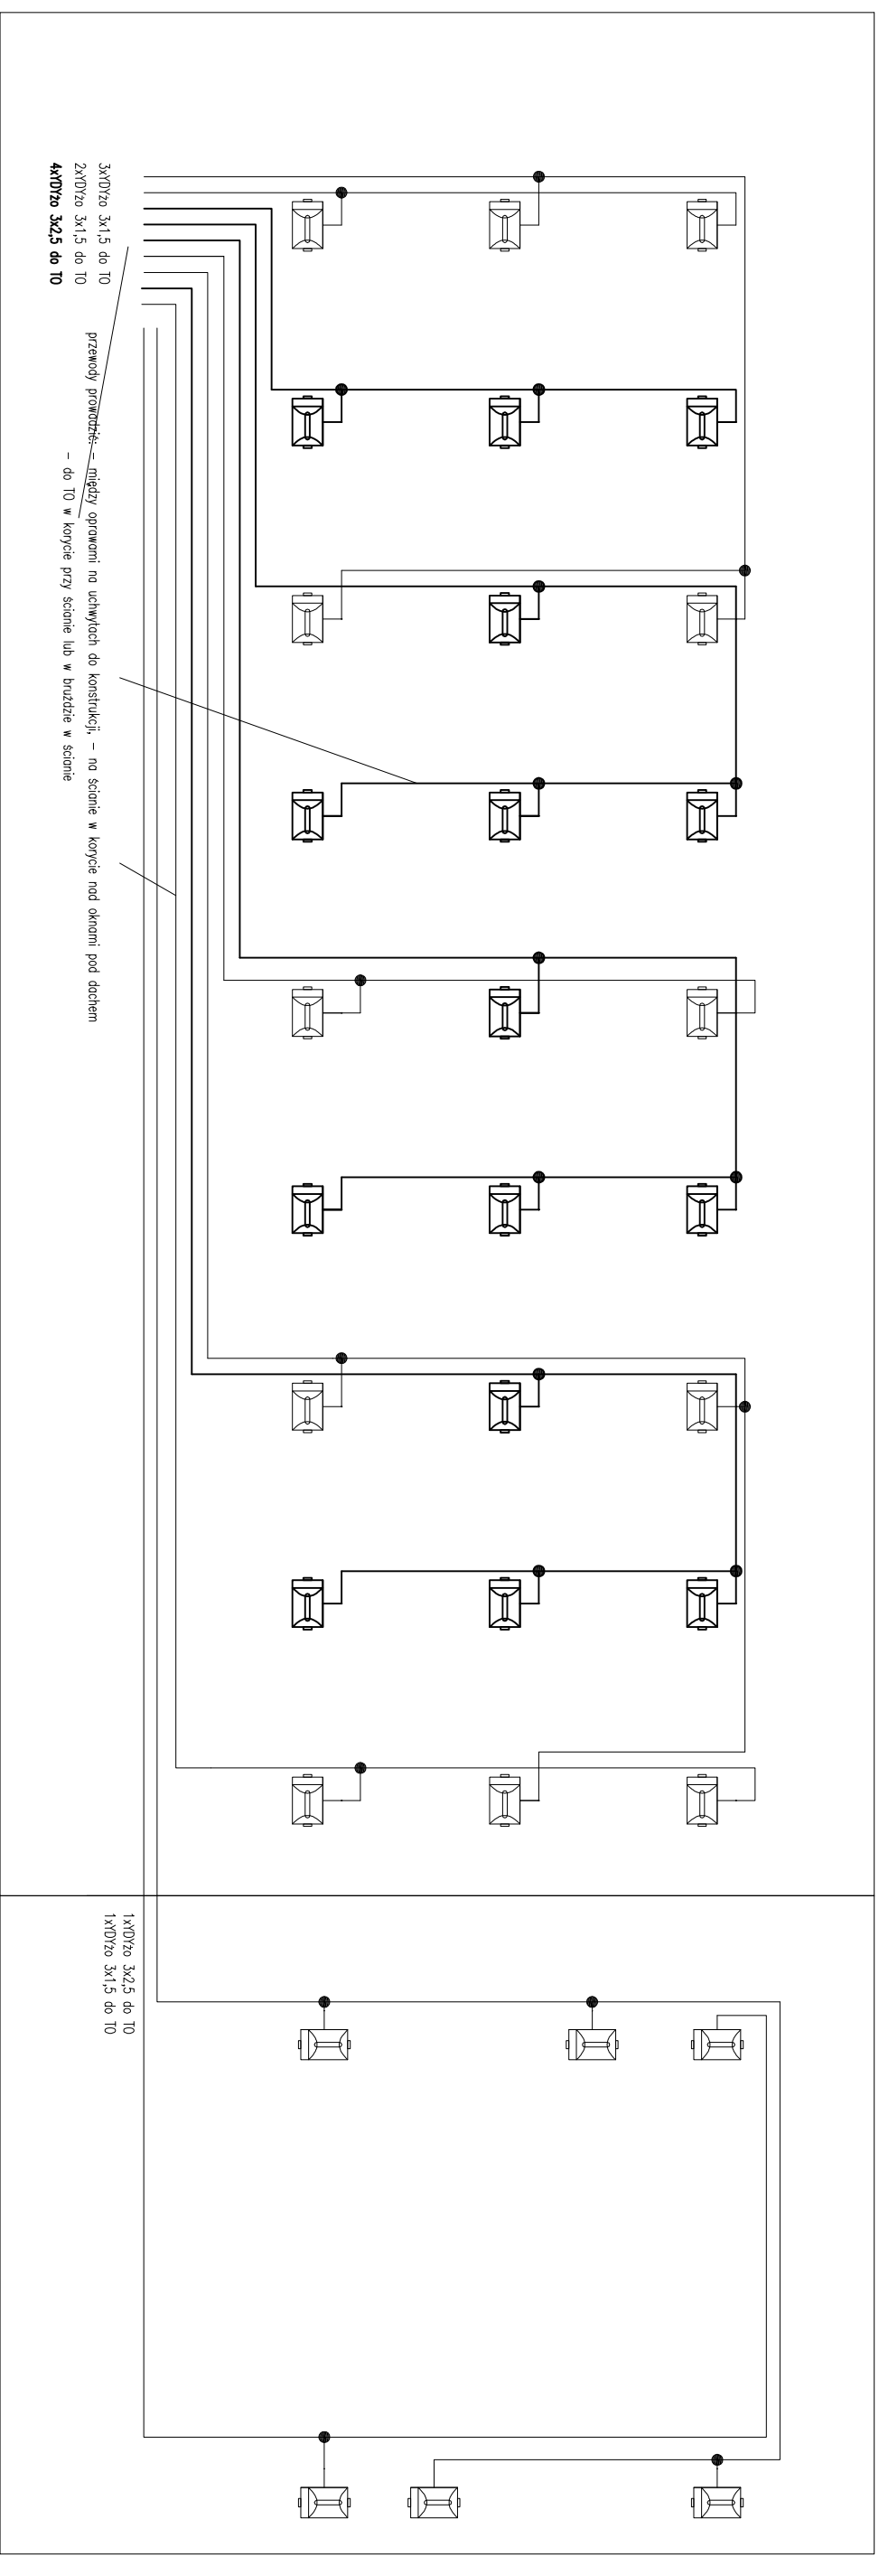 3xYDYżo 3x1,5 do TO
2xYDYżo 3x1,5 do TO
4xYDYżo 3x2,5 do TO
przewody prowadzić: – między oprawami na uchwytach do konstrukcji, – na ścianie w korycie nad oknami pod dachem
– do TO w korycie przy ścianie lub w bruździe w ścianie
1xYDYżo 3x2,5 do TO
1xYDYżo 3x1,5 do TO